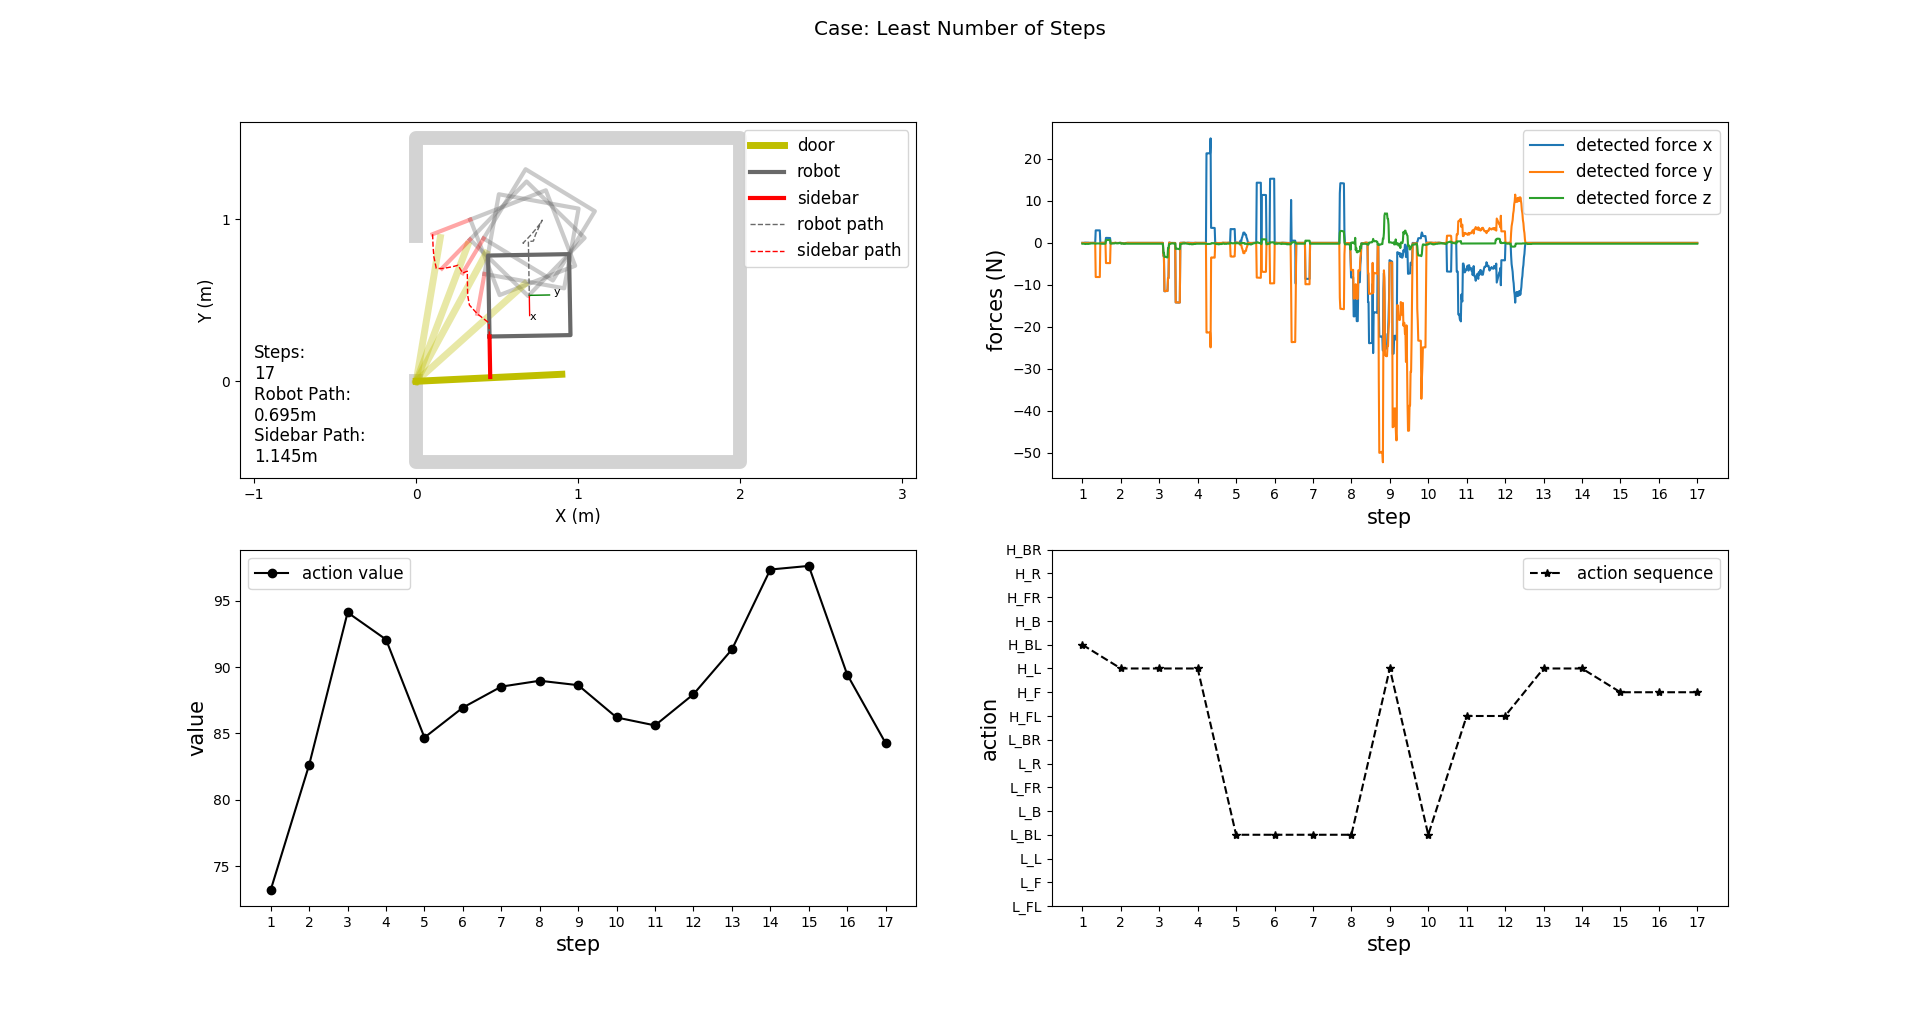 Case: Least Number of Steps
door
robot
sidebar
robot path
sidebar path
Y (m)
1
0
Steps:
17
Robot Path:
0.695m
Sidebar Path:
1.145m
y
x
−1 0 1 2 3
X (m)
detected force x
detected force y
detected force z
forces (N)
20
10
0
−10
−20
−30
−40
−50
1 2 3 4 5 6 7 8 9 10 11 12 13 14 15 16 17
step
action value
value
95
90
85
80
75
1 2 3 4 5 6 7 8 9 10 11 12 13 14 15 16 17
step
action sequence
action
H_BR
H_R
H_FR
H_B
H_BL
H_L
H_F
H_FL
L_BR
L_R
L_FR
L_B
L_BL
L_L
L_F
L_FL
1 2 3 4 5 6 7 8 9 10 11 12 13 14 15 16 17
step